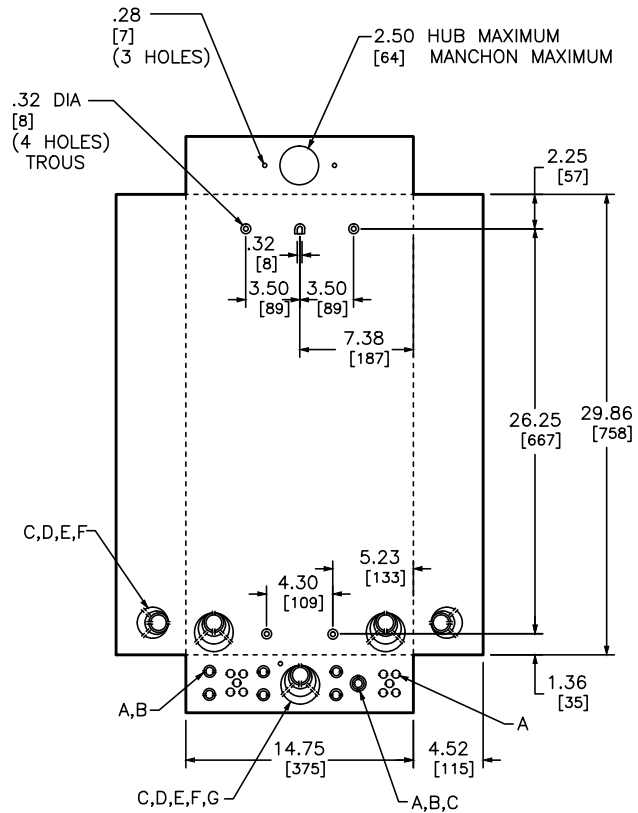 .28
[7]
(3 HOLES)
2.50 HUB MAXIMUM
[64] MANCHON MAXIMUM
.32 DIA
[8]
(4 HOLES)
TROUS
2.25
[57]
.32
[8]
3.50
[89]
3.50
[89]
7.38
[187]
26.25
[667]
29.86
[758]
C,D,E,F
4.30
[109]
5.23
[133]
1.36
[35]
A,B
A
14.75
[375]
4.52
[115]
C,D,E,F,G
A,B,C